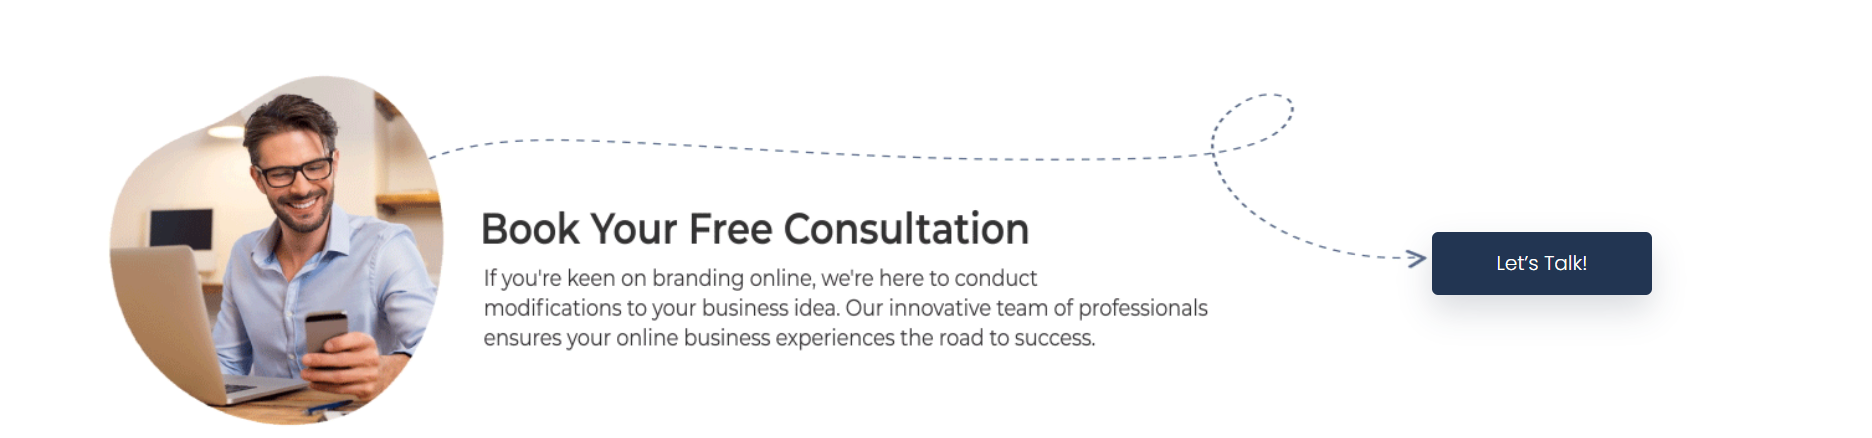 Book Your Free Consultation
If you're keen on branding online, we're here to conduct
modifications to your business idea. Our innovative team of professionals
ensures your online business experiences the road to success.
Let’s Talk!